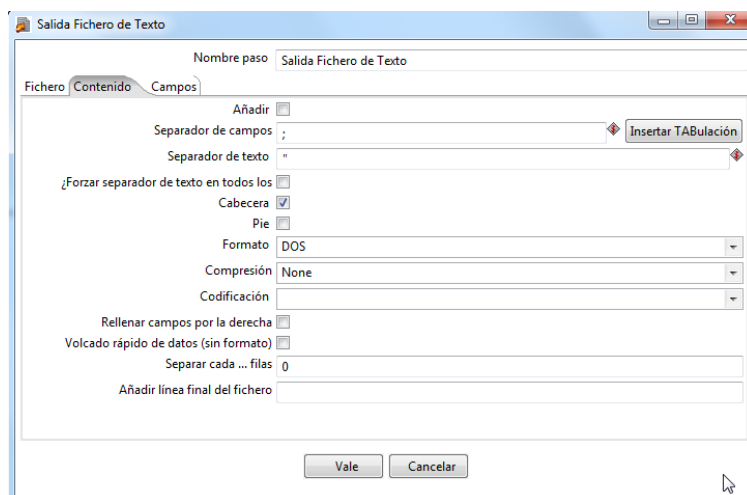 Salida Fichero de Texto
Nombre paso Salida Fichero de Texto
Fichero Contenido Campos
Añadir
Separador de campos ; Insertar TABulación
Separador de texto "
¿Forzar separador de texto en todos los
Cabecera
Pie
Formato DOS
Compresión None
Codificación
Rellenar campos por la derecha
Volcado rápido de datos (sin formato)
Separar cada ... filas 0
Añadir línea final del fichero
Vale Cancelar